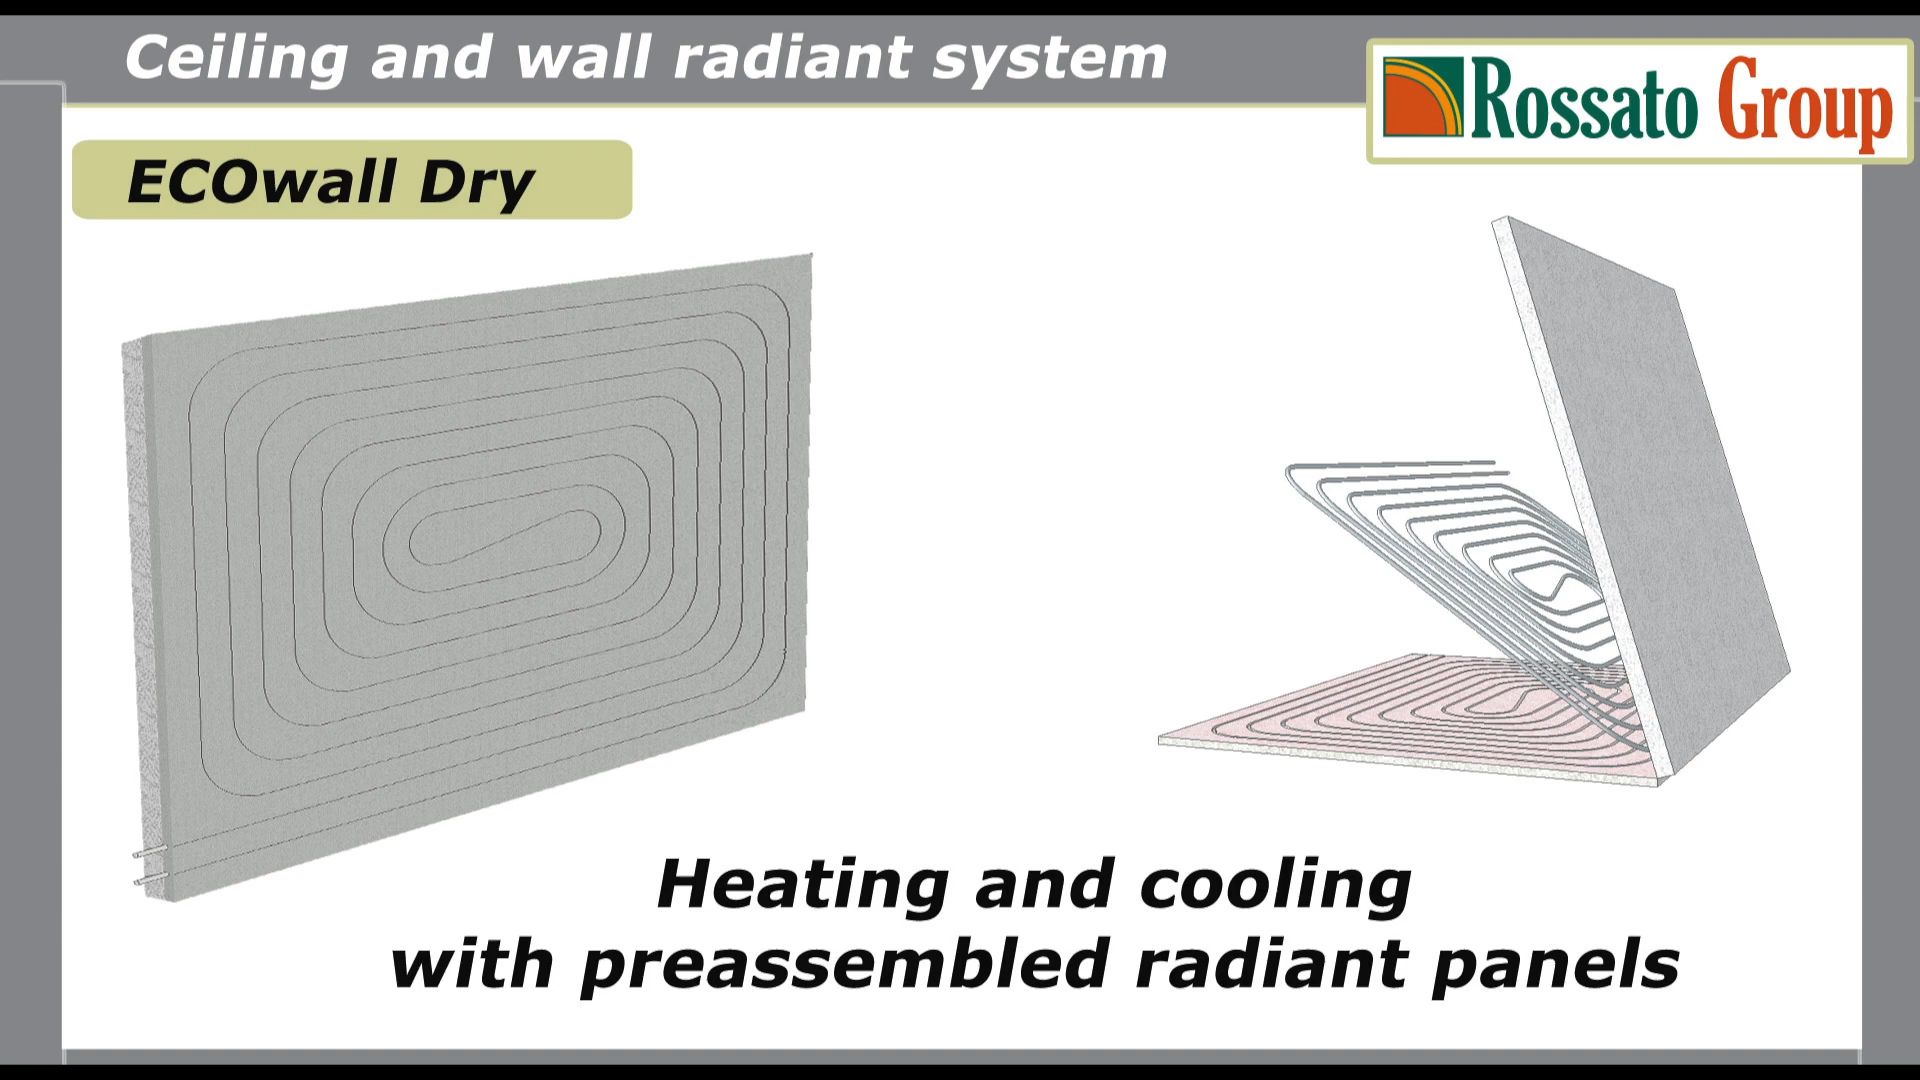 Ceiling and wall radiant system
Rossato Group
ECOwall Dry
Heating and cooling
with preassembled radiant panels